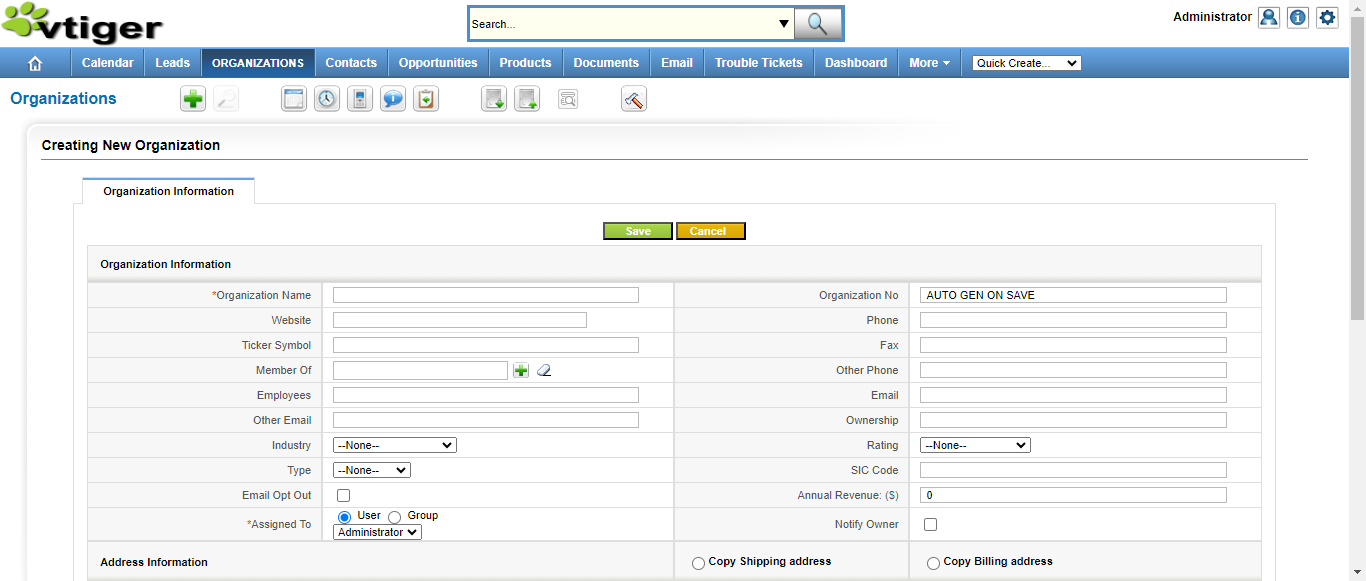 vtiger
Search...
Administrator
Calendar Leads ORGANIZATIONS Contacts Opportunities Products Documents Email Trouble Tickets Dashboard More Quick Create...
Organizations
Creating New Organization
Organization Information
Save Cancel
Organization Information
*Organization Name Organization No AUTO GEN ON SAVE
Website Phone
Ticker Symbol Fax
Member Of Other Phone
Employees Email
Other Email Ownership
Industry --None-- Rating --None--
Type --None-- SIC Code
Email Opt Out Annual Revenue: ($) 0
*Assigned To User Group Notify Owner
Administrator
Address Information Copy Shipping address Copy Billing address